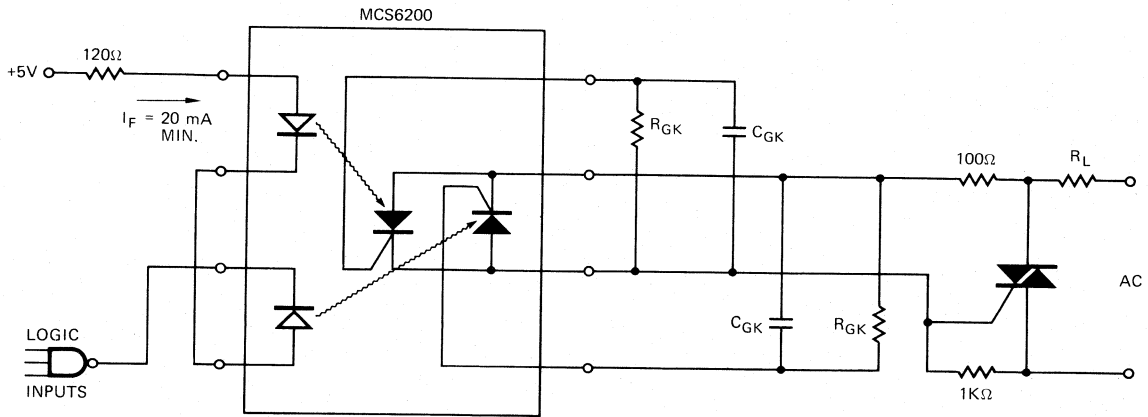 MCS6200
+5V
120Ω
I_F = 20 mA
MIN.
R_GK
C_GK
100Ω
R_L
AC
C_GK
R_GK
1KΩ
LOGIC
INPUTS